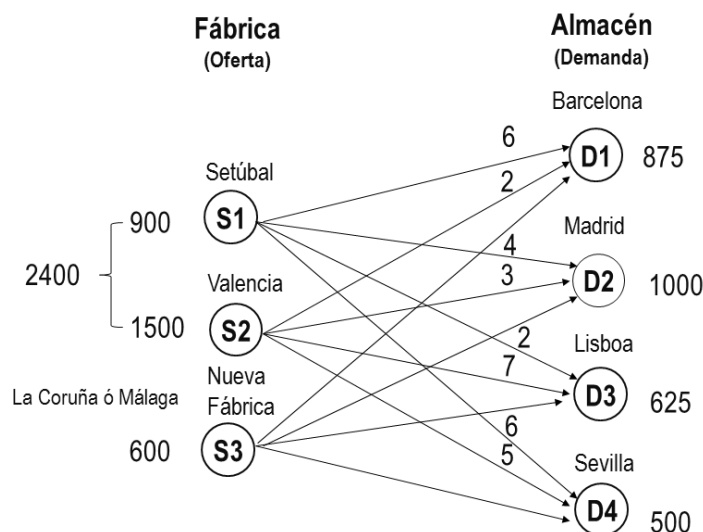 Fábrica
(Oferta)
Almacén
(Demanda)
Barcelona
6
D1
875
Setúbal
2
900
S1
Madrid
4
2400
Valencia
3
D2
1000
1500
S2
2
Lisboa
7
La Coruña ó Málaga
Nueva
Fábrica
D3
625
600
S3
6
5
Sevilla
D4
500